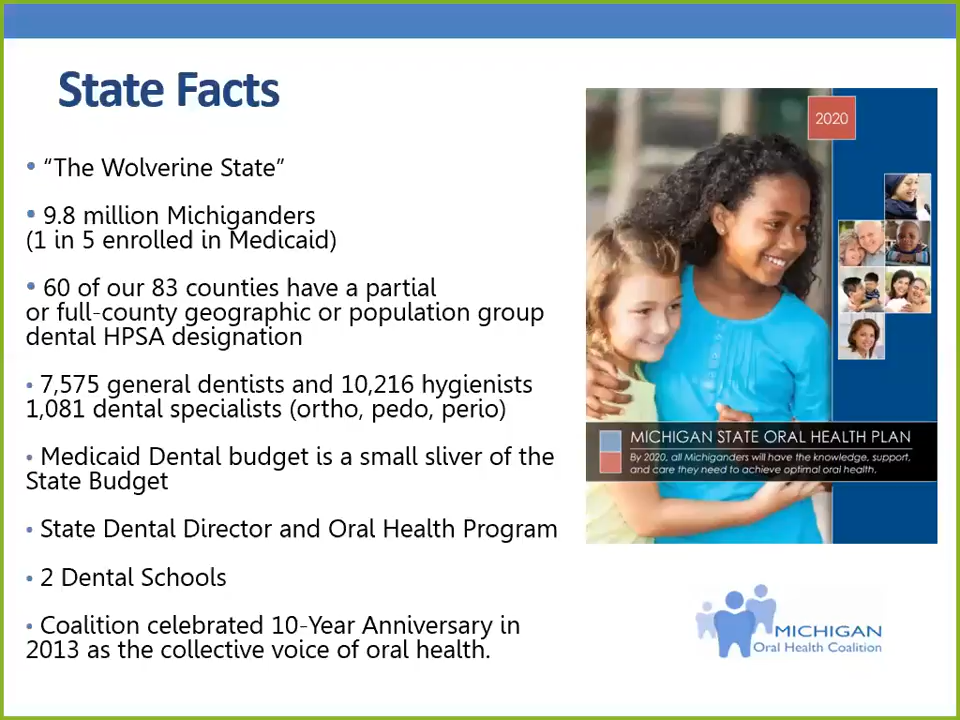 State Facts
• “The Wolverine State”
• 9.8 million Michiganders
(1 in 5 enrolled in Medicaid)
• 60 of our 83 counties have a partial
or full-county geographic or population group
dental HPSA designation
• 7,575 general dentists and 10,216 hygienists
1,081 dental specialists (ortho, pedo, perio)
• Medicaid Dental budget is a small sliver of the
State Budget
• State Dental Director and Oral Health Program
• 2 Dental Schools
• Coalition celebrated 10-Year Anniversary in
2013 as the collective voice of oral health.
2020
MICHIGAN STATE ORAL HEALTH PLAN
By 2020, all Michiganders will have the knowledge, support,
and care they need to achieve optimal oral health.
MICHIGAN
Oral Health Coalition